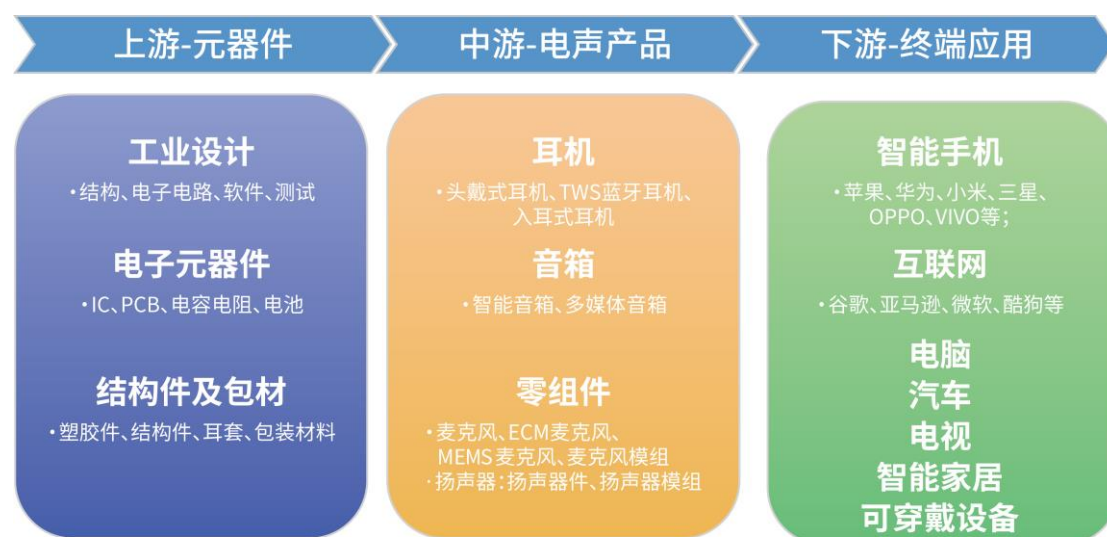 上游-元器件
中游-电声产品
下游-终端应用
工业设计
·结构、电子电路、软件、测试
电子元器件
·IC、PCB、电容电阻、电池
结构件及包材
·塑胶件、结构件、耳套、包装材料
耳机
·头戴式耳机、TWS蓝牙耳机、
入耳式耳机
音箱
·智能音箱、多媒体音箱
零组件
·麦克风、ECM麦克风、
MEMS麦克风、麦克风模组
·扬声器：扬声器件、扬声器模组
智能手机
·苹果、华为、小米、三星、
OPPO、VIVO等；
互联网
·谷歌、亚马逊、微软、酷狗等
电脑
汽车
电视
智能家居
可穿戴设备